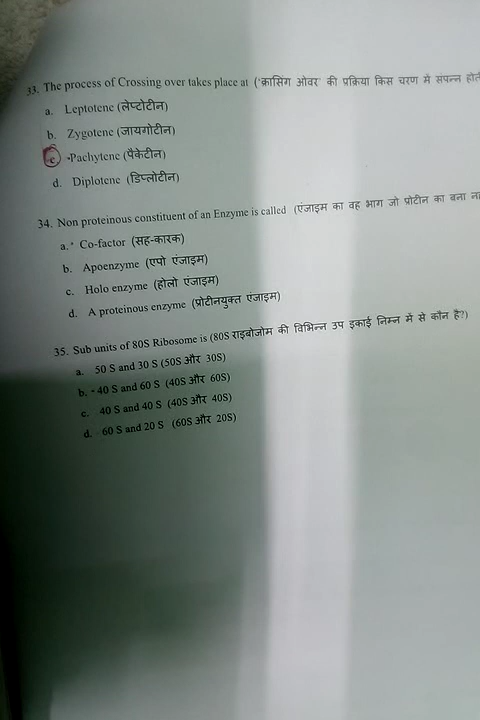 33. The process of Crossing over takes place at ('क्रासिंग ओवर' की प्रक्रिया किस चरण में संपन्न होती
a. Leptotene (लेप्टोटीन)
b. Zygotene (जायगोटीन)
c. Pachytene (पैकेटीन)
d. Diplotene (डिप्लोटीन)
34. Non proteinous constituent of an Enzyme is called (एंजाइम का वह भाग जो प्रोटीन का बना
a. Co-factor (सह-कारक)
b. Apoenzyme (एपो एंजाइम)
c. Holo enzyme (होलो एंजाइम)
d. A proteinous enzyme (प्रोटीनयुक्त एंजाइम)
35. Sub units of 80S Ribosome is (80S राइबोजोम की विभिन्न उप इकाई निम्न में से कौन है?)
a. 50 S and 30 S (50S और 30S)
b. 40 S and 60 S (40S और 60S)
c. 40 S and 40 S (40S और 40S)
d. 60 S and 20 S (60S और 20S)